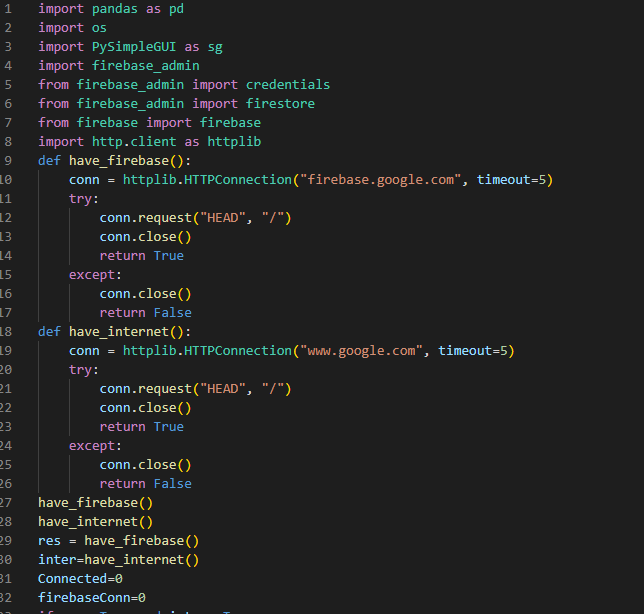 1 import pandas as pd
2 import os
3 import PySimpleGUI as sg
4 import firebase_admin
5 from firebase_admin import credentials
6 from firebase_admin import firestore
7 from firebase import firebase
8 import http.client as httplib
9 def have_firebase():
10     conn = httplib.HTTPConnection("firebase.google.com", timeout=5)
11     try:
12         conn.request("HEAD", "/")
13         conn.close()
14         return True
15     except:
16         conn.close()
17         return False
18 def have_internet():
19     conn = httplib.HTTPConnection("www.google.com", timeout=5)
20     try:
21         conn.request("HEAD", "/")
22         conn.close()
23         return True
24     except:
25         conn.close()
26         return False
27 have_firebase()
28 have_internet()
29 res = have_firebase()
30 inter=have_internet()
31 Connected=0
32 firebaseConn=0